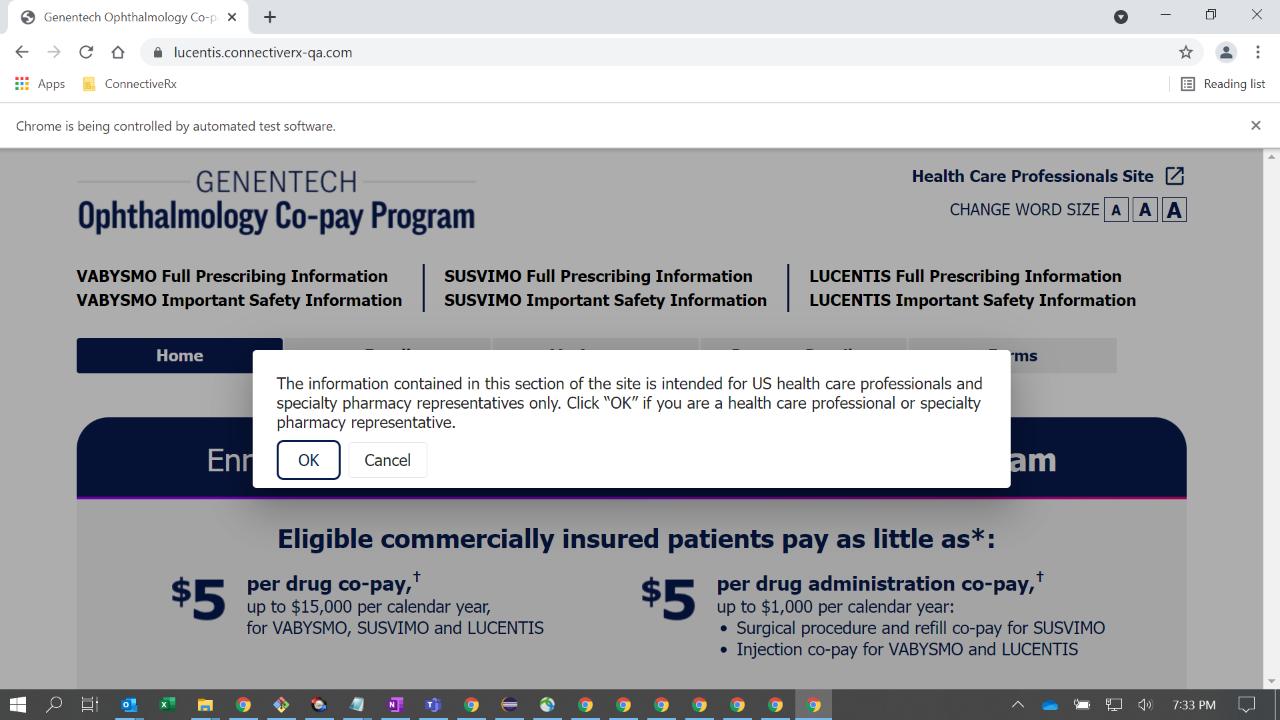 Genentech Ophthalmology Co-p
lucentis.connectiverx-qa.com
Apps
ConnectiveRx
Reading list
Chrome is being controlled by automated test software.
GENENTECH
Ophthalmology Co-pay Program
Health Care Professionals Site
CHANGE WORD SIZE A A A
VABYSMO Full Prescribing Information
VABYSMO Important Safety Information
SUSVIMO Full Prescribing Information
SUSVIMO Important Safety Information
LUCENTIS Full Prescribing Information
LUCENTIS Important Safety Information
Home
rms
The information contained in this section of the site is intended for US health care professionals and
specialty pharmacy representatives only. Click “OK” if you are a health care professional or specialty
pharmacy representative.
OK Cancel
Enr
am
Eligible commercially insured patients pay as little as*:
$5 per drug co-pay,†
up to $15,000 per calendar year,
for VABYSMO, SUSVIMO and LUCENTIS
$5 per drug administration co-pay,†
up to $1,000 per calendar year:
• Surgical procedure and refill co-pay for SUSVIMO
• Injection co-pay for VABYSMO and LUCENTIS
7:33 PM